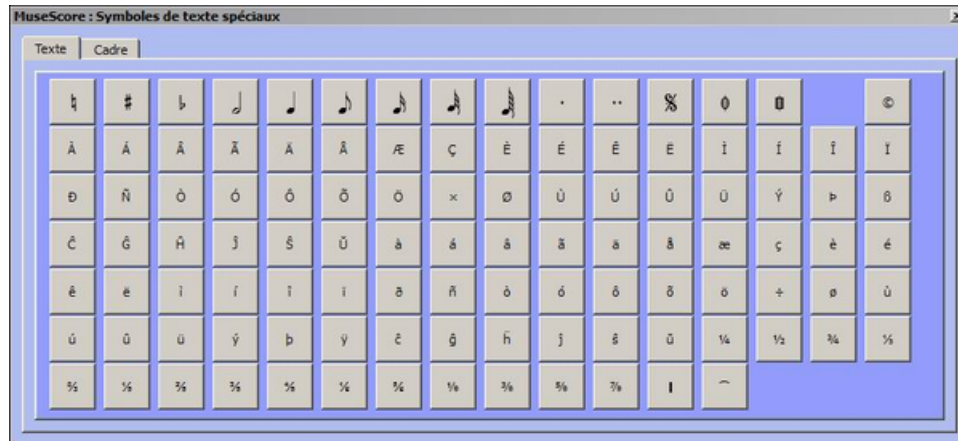 MuseScore : Symboles de texte spéciaux
Texte Cadre
♮ ♯ ♭ 𝅗𝅥 ♩ ♪ 𝅘𝅥𝅯 𝅘𝅥𝅰 𝅘𝅥𝅱 . .. 𝄋 0 ©
À Á Â Ã Ä Å Æ Ç È É Ê Ë Ì Í Î Ï
Ð Ñ Ò Ó Ô Õ Ö × Ø Ù Ú Û Ü Ý Þ ß
Ĉ Ĝ Ĥ Ĵ Ŝ Ŭ à á â ã ä å æ ç è é
ê ë ì í î ï ð ñ ò ó ô õ ö ÷ ø ù
ú û ü ý þ ÿ ĉ ĝ ĥ ĵ ŝ ŭ ¼ ½ ¾ ⅓
⅔ ⅕ ⅖ ⅗ ⅘ ⅙ ⅚ ⅛ ⅜ ⅝ ⅞